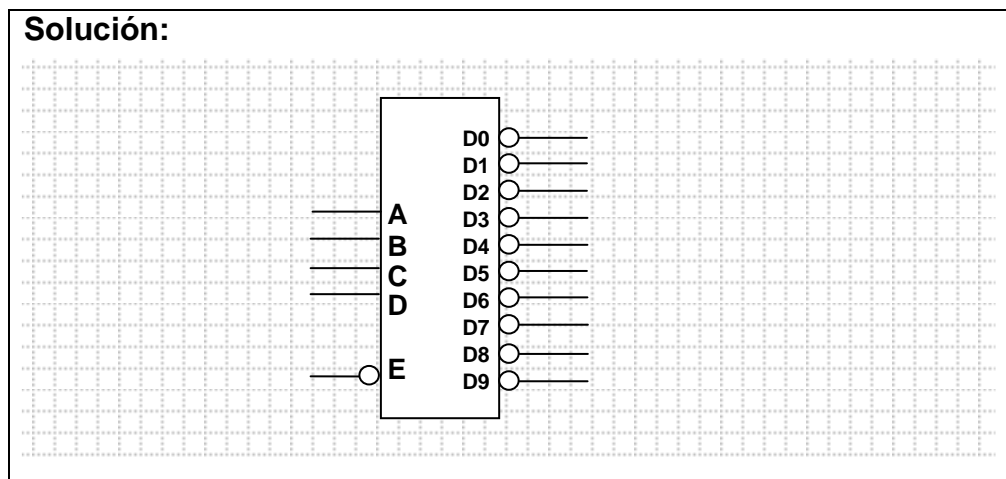 Solución:
D0
D1
D2
A D3
B D4
C D5
D D6
D7
E D8
D9